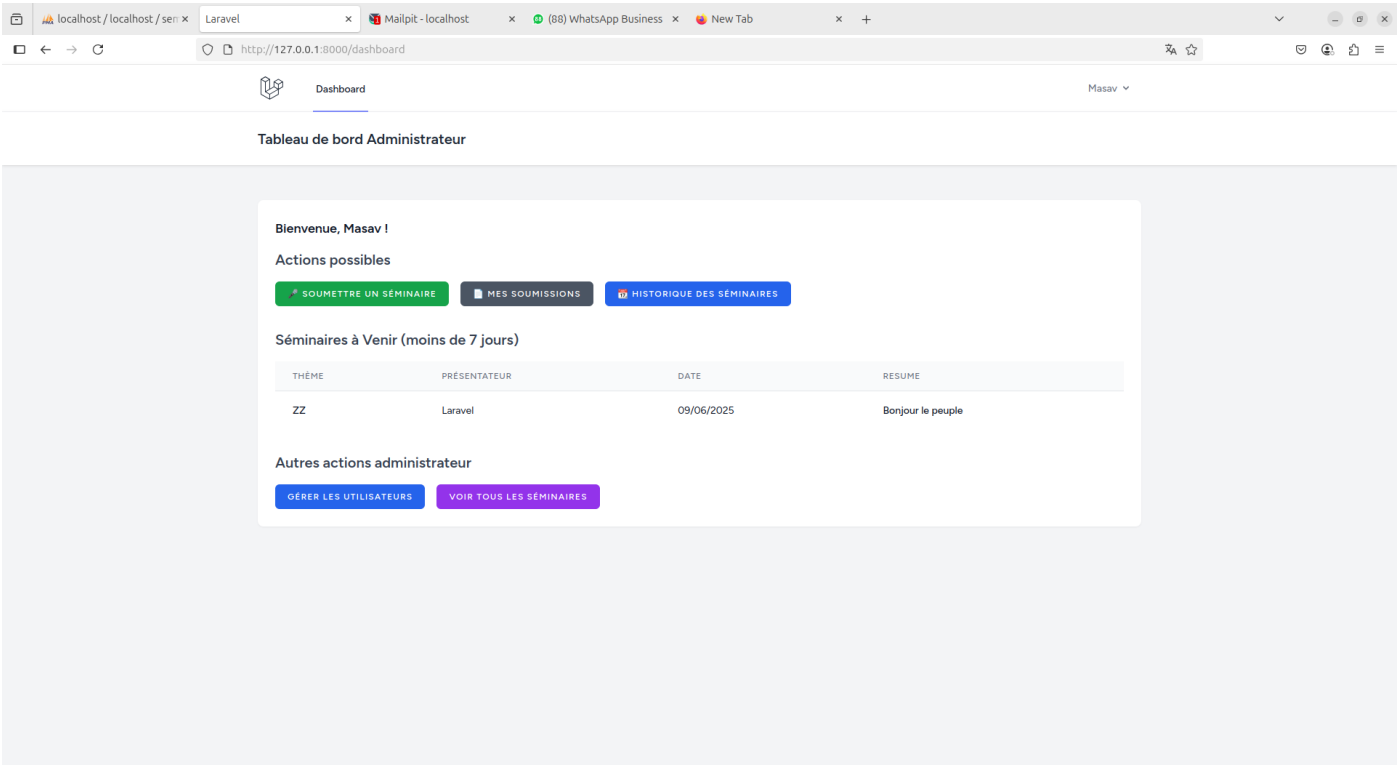 localhost / localhost / sem
Laravel
Mailpit - localhost
(88) WhatsApp Business
New Tab
http://127.0.0.1:8000/dashboard
Dashboard
Masav
Tableau de bord Administrateur
Bienvenue, Masav !
Actions possibles
SOUMETTRE UN SÉMINAIRE
MES SOUMISSIONS
HISTORIQUE DES SÉMINAIRES
Séminaires à Venir (moins de 7 jours)
THÈME PRÉSENTATEUR DATE RESUME
ZZ Laravel 09/06/2025 Bonjour le peuple
Autres actions administrateur
GÉRER LES UTILISATEURS
VOIR TOUS LES SÉMINAIRES